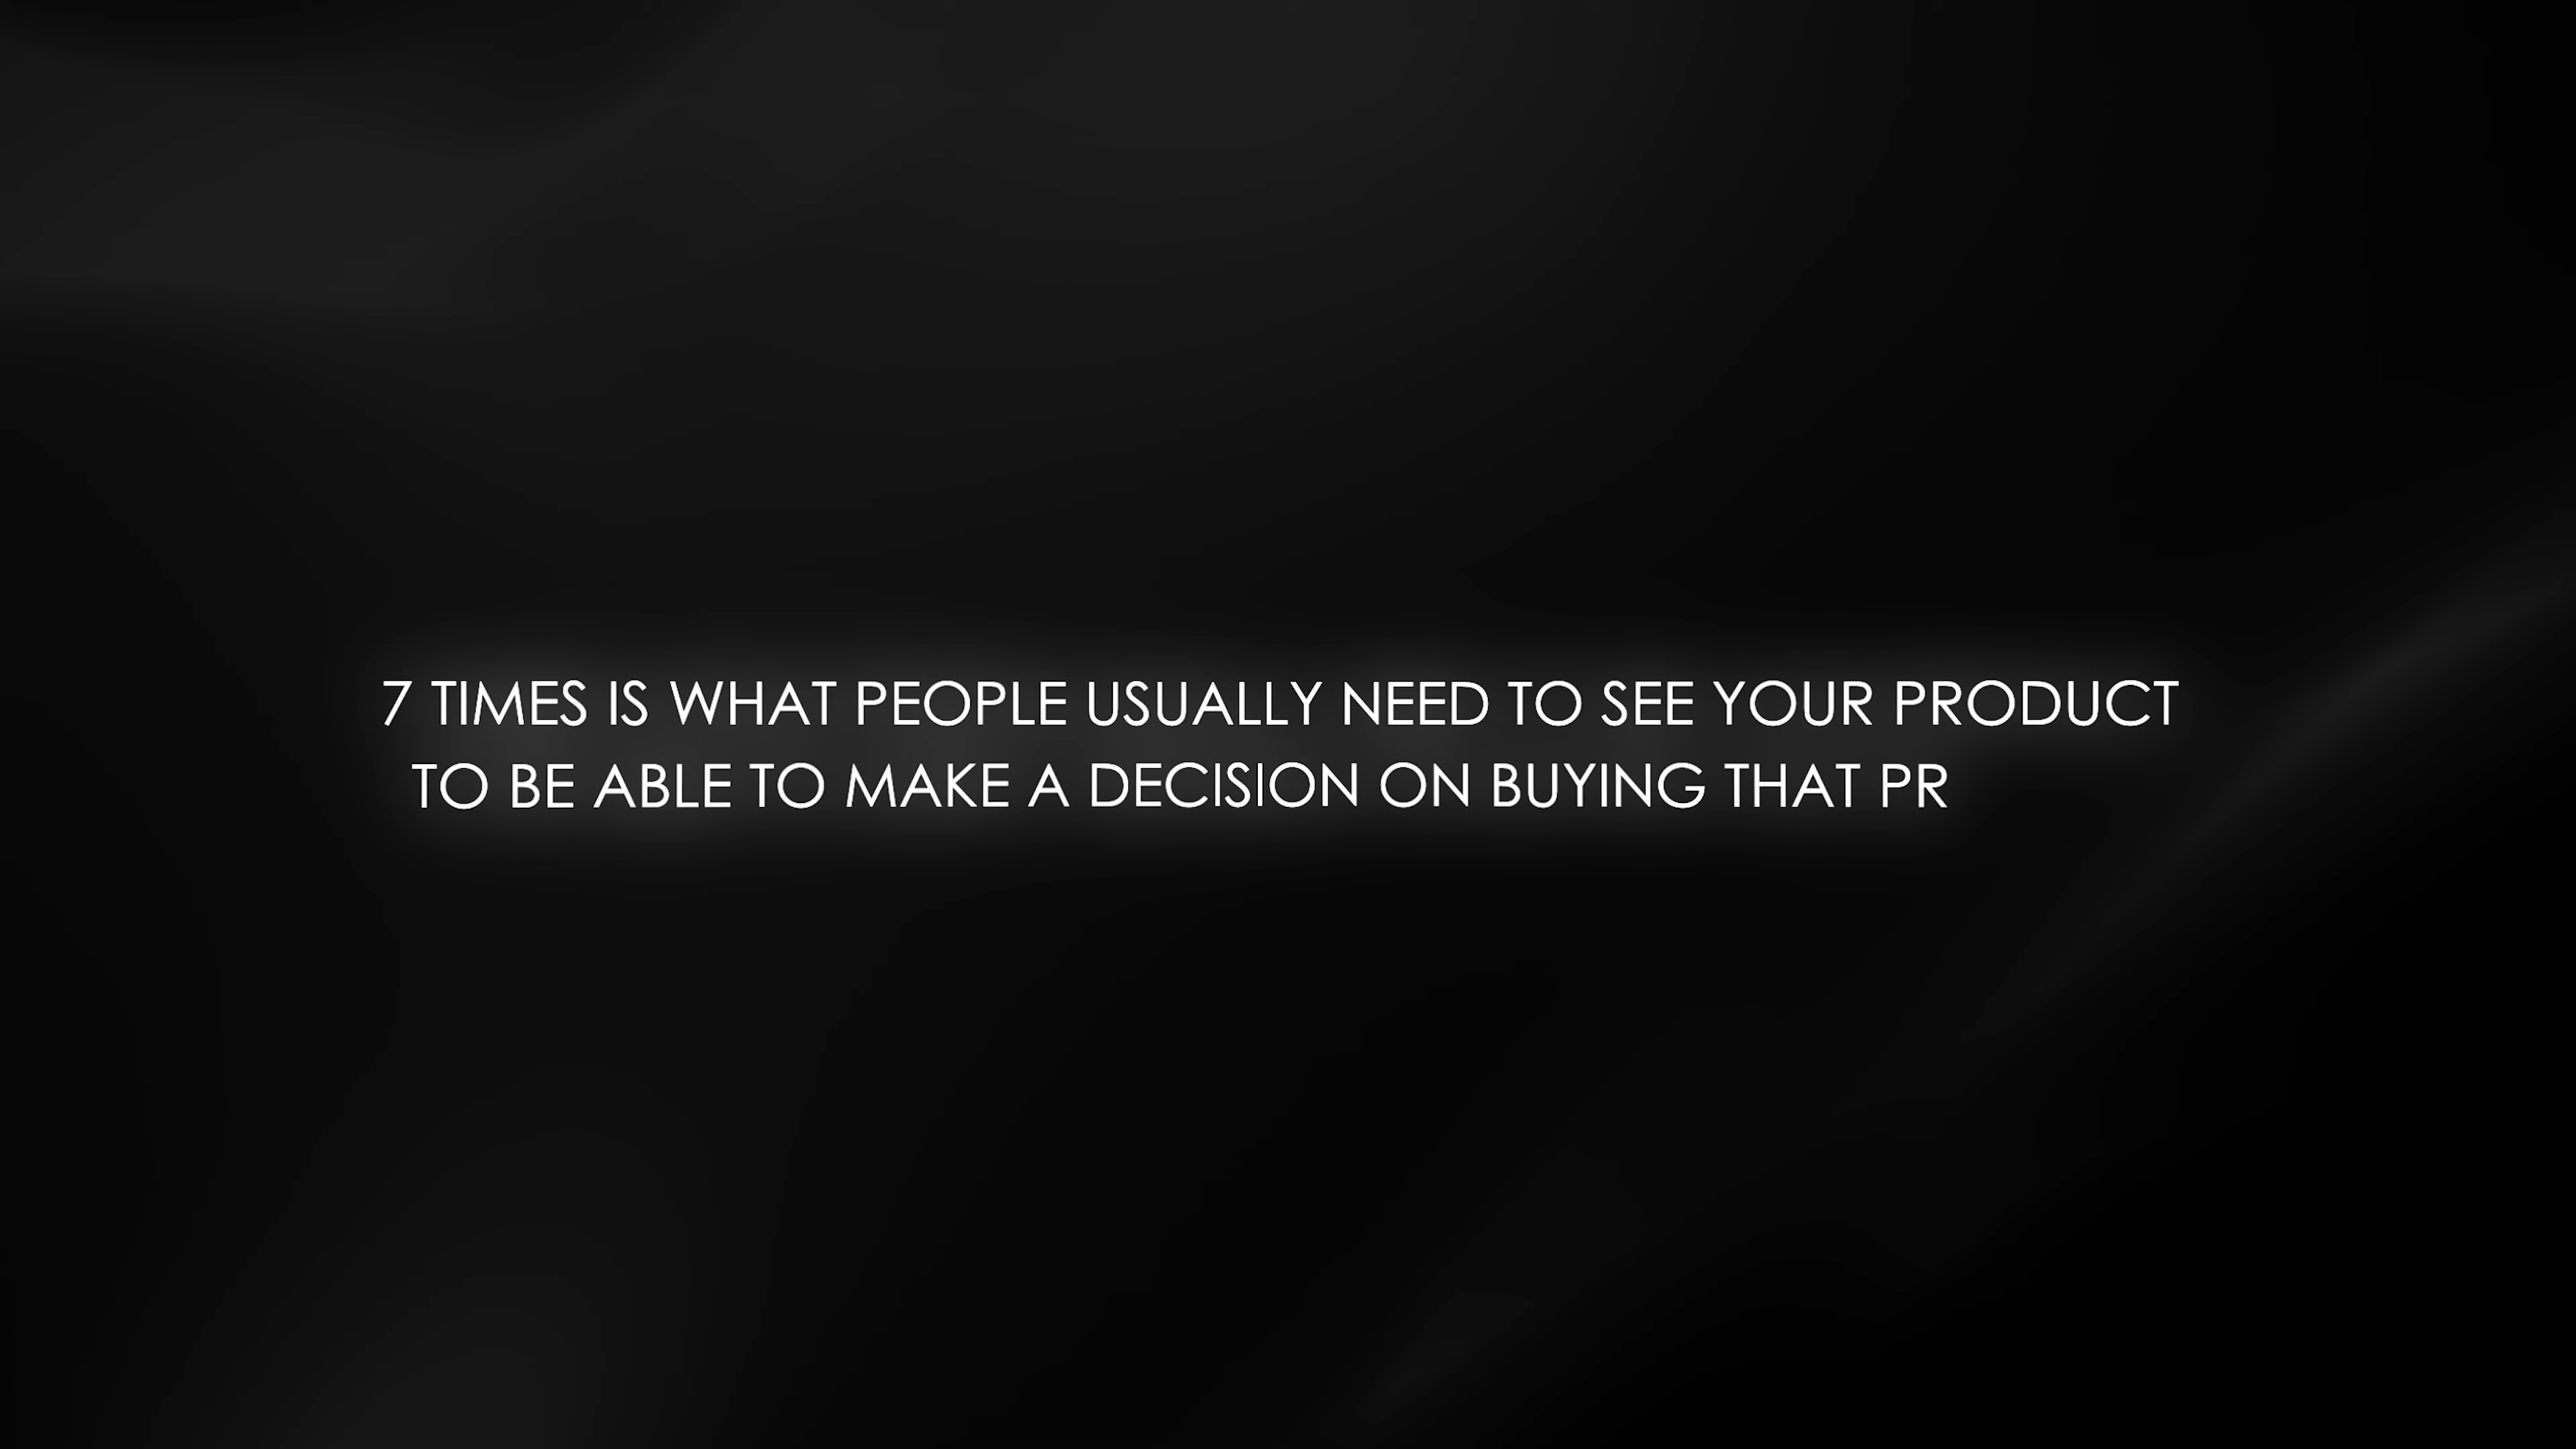 7 TIMES IS WHAT PEOPLE USUALLY NEED TO SEE YOUR PRODUCT
TO BE ABLE TO MAKE A DECISION ON BUYING THAT PR